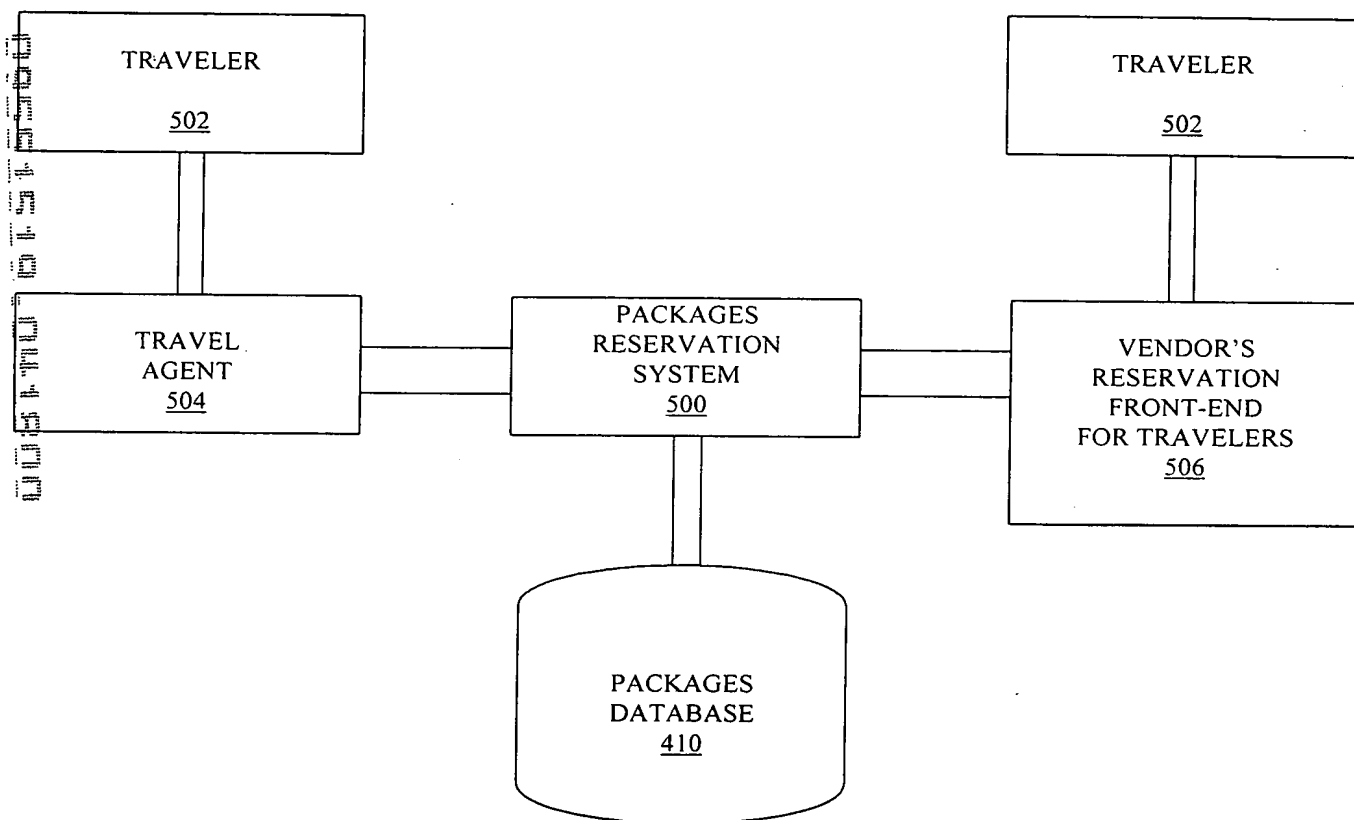 TRAVELER
502
TRAVELER
502
TRAVEL
AGENT
504
PACKAGES
RESERVATION
SYSTEM
500
VENDOR'S
RESERVATION
FRONT-END
FOR TRAVELERS
506
PACKAGES
DATABASE
410